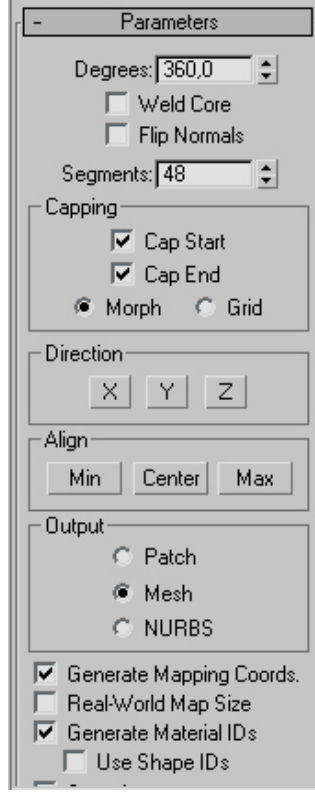 - Parameters
Degrees: 360,0
Weld Core
Flip Normals
Segments: 48
Capping
Cap Start
Cap End
Morph Grid
Direction
X Y Z
Align
Min Center Max
Output
Patch
Mesh
NURBS
Generate Mapping Coords.
Real-World Map Size
Generate Material IDs
Use Shape IDs